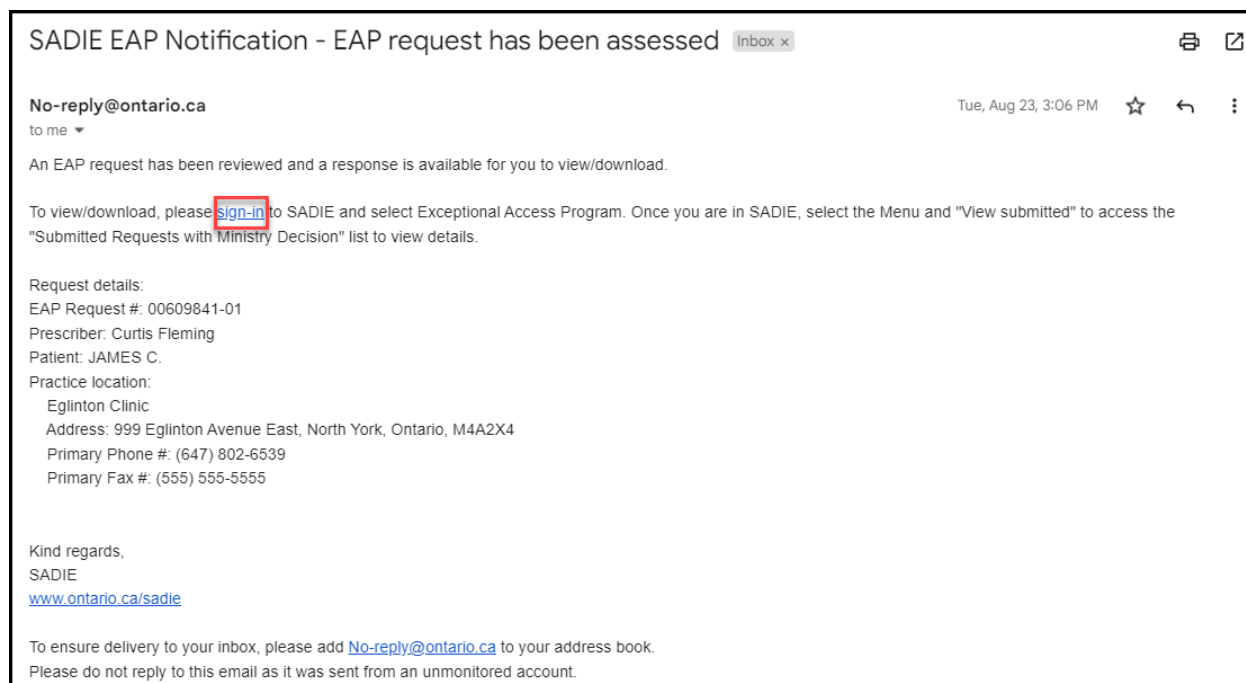 SADIE EAP Notification - EAP request has been assessed Inbox x
No-reply@ontario.ca Tue, Aug 23, 3:06 PM
to me
An EAP request has been reviewed and a response is available for you to view/download.
To view/download, please sign-in to SADIE and select Exceptional Access Program. Once you are in SADIE, select the Menu and "View submitted" to access the
"Submitted Requests with Ministry Decision" list to view details.
Request details:
EAP Request #: 00609841-01
Prescriber: Curtis Fleming
Patient: JAMES C.
Practice location:
Eglinton Clinic
Address: 999 Eglinton Avenue East, North York, Ontario, M4A2X4
Primary Phone #: (647) 802-6539
Primary Fax #: (555) 555-5555
Kind regards,
SADIE
www.ontario.ca/sadie
To ensure delivery to your inbox, please add No-reply@ontario.ca to your address book.
Please do not reply to this email as it was sent from an unmonitored account.